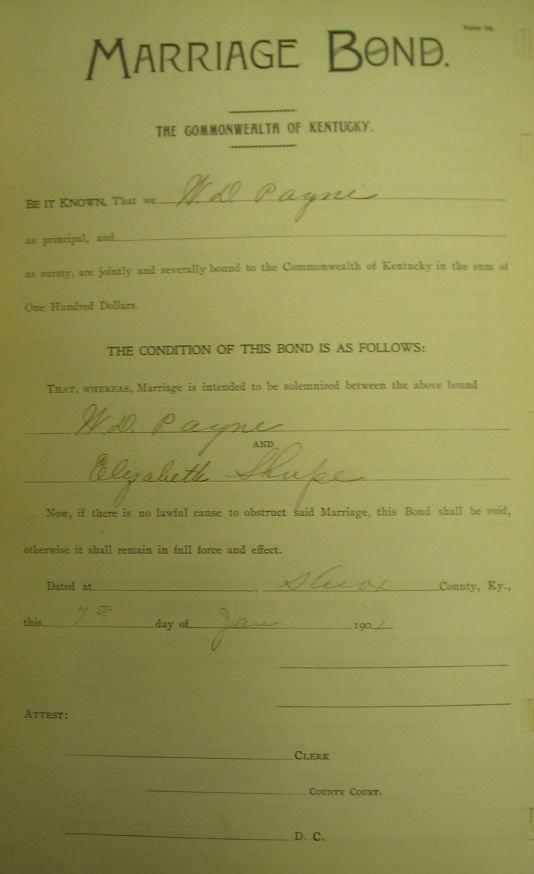 Form 10.
MARRIAGE BOND.
THE COMMONWEALTH OF KENTUCKY.
BE IT KNOWN, That we W. D. Payne
as principal, and
as surety, are jointly and severally bound to the Commonwealth of Kentucky in the sum of
One Hundred Dollars.
THE CONDITION OF THIS BOND IS AS FOLLOWS:
THAT, WHEREAS, Marriage is intended to be solemnized between the above bound
W. D. Payne
AND
Elizabeth Shupe
Now, if there is no lawful cause to obstruct said Marriage, this Bond shall be void,
otherwise it shall remain in full force and effect.
Dated at , Knox County, Ky.,
this 7th day of Jan 1901
ATTEST:
CLERK
COUNTY COURT.
D. C.